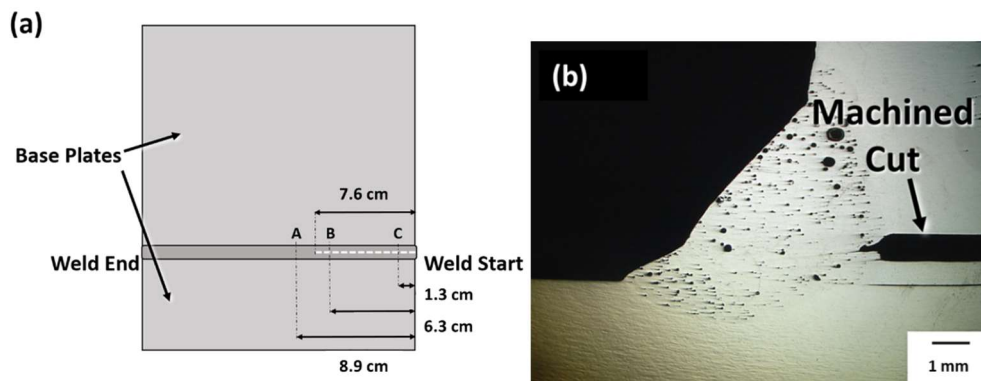 (a)
Base Plates
7.6 cm
A
B
C
Weld End
Weld Start
1.3 cm
6.3 cm
8.9 cm
(b)
Machined
Cut
1 mm